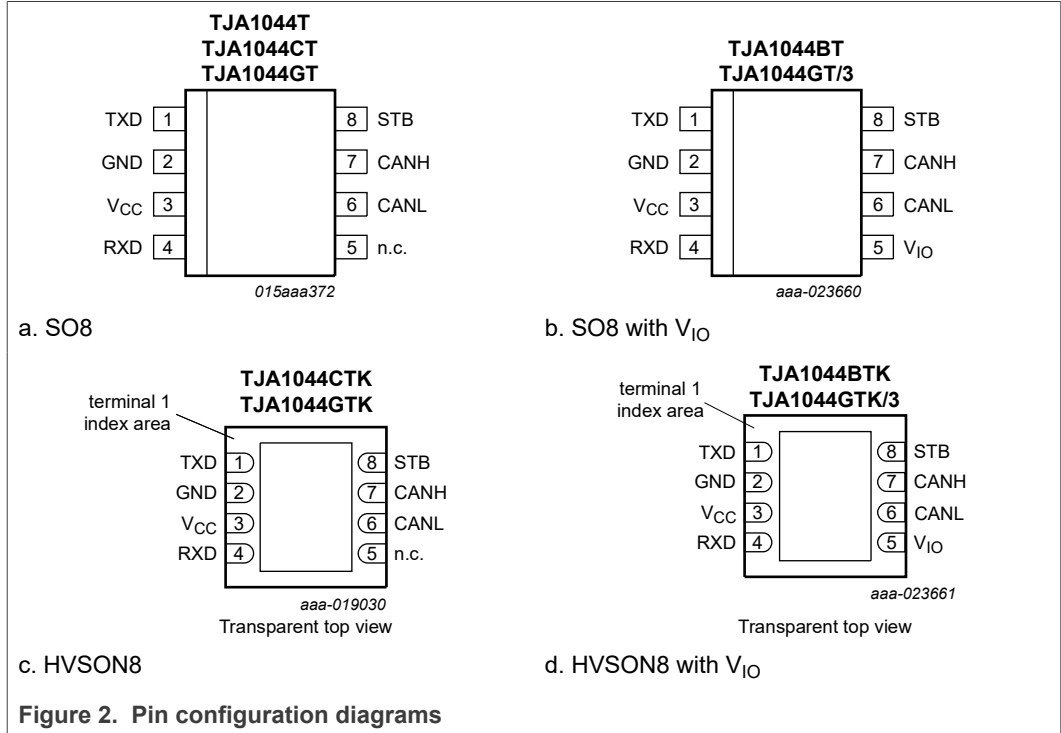 TJA1044T
TJA1044CT
TJA1044GT
TXD 1 8 STB
GND 2 7 CANH
VCC 3 6 CANL
RXD 4 5 n.c.
015aaa372
a. SO8
TJA1044BT
TJA1044GT/3
TXD 1 8 STB
GND 2 7 CANH
VCC 3 6 CANL
RXD 4 5 VIO
aaa-023660
b. SO8 with VIO
TJA1044CTK
TJA1044GTK
terminal 1
index area
TXD 1 8 STB
GND 2 7 CANH
VCC 3 6 CANL
RXD 4 5 n.c.
aaa-019030
Transparent top view
c. HVSON8
TJA1044BTK
TJA1044GTK/3
terminal 1
index area
TXD 1 8 STB
GND 2 7 CANH
VCC 3 6 CANL
RXD 4 5 VIO
aaa-023661
Transparent top view
d. HVSON8 with VIO
Figure 2. Pin configuration diagrams